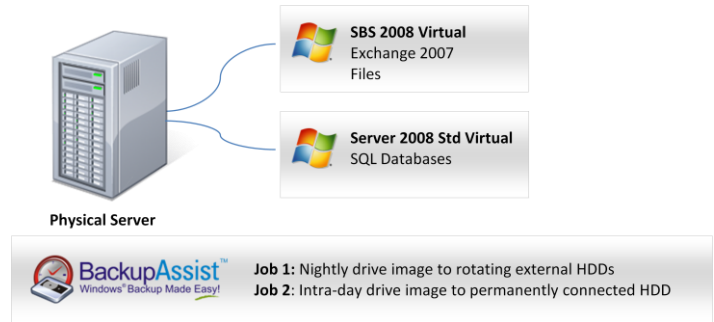 SBS 2008 Virtual
Exchange 2007
Files
Server 2008 Std Virtual
SQL Databases
Physical Server
BackupAssist™
Windows® Backup Made Easy!
Job 1: Nightly drive image to rotating external HDDs
Job 2: Intra-day drive image to permanently connected HDD